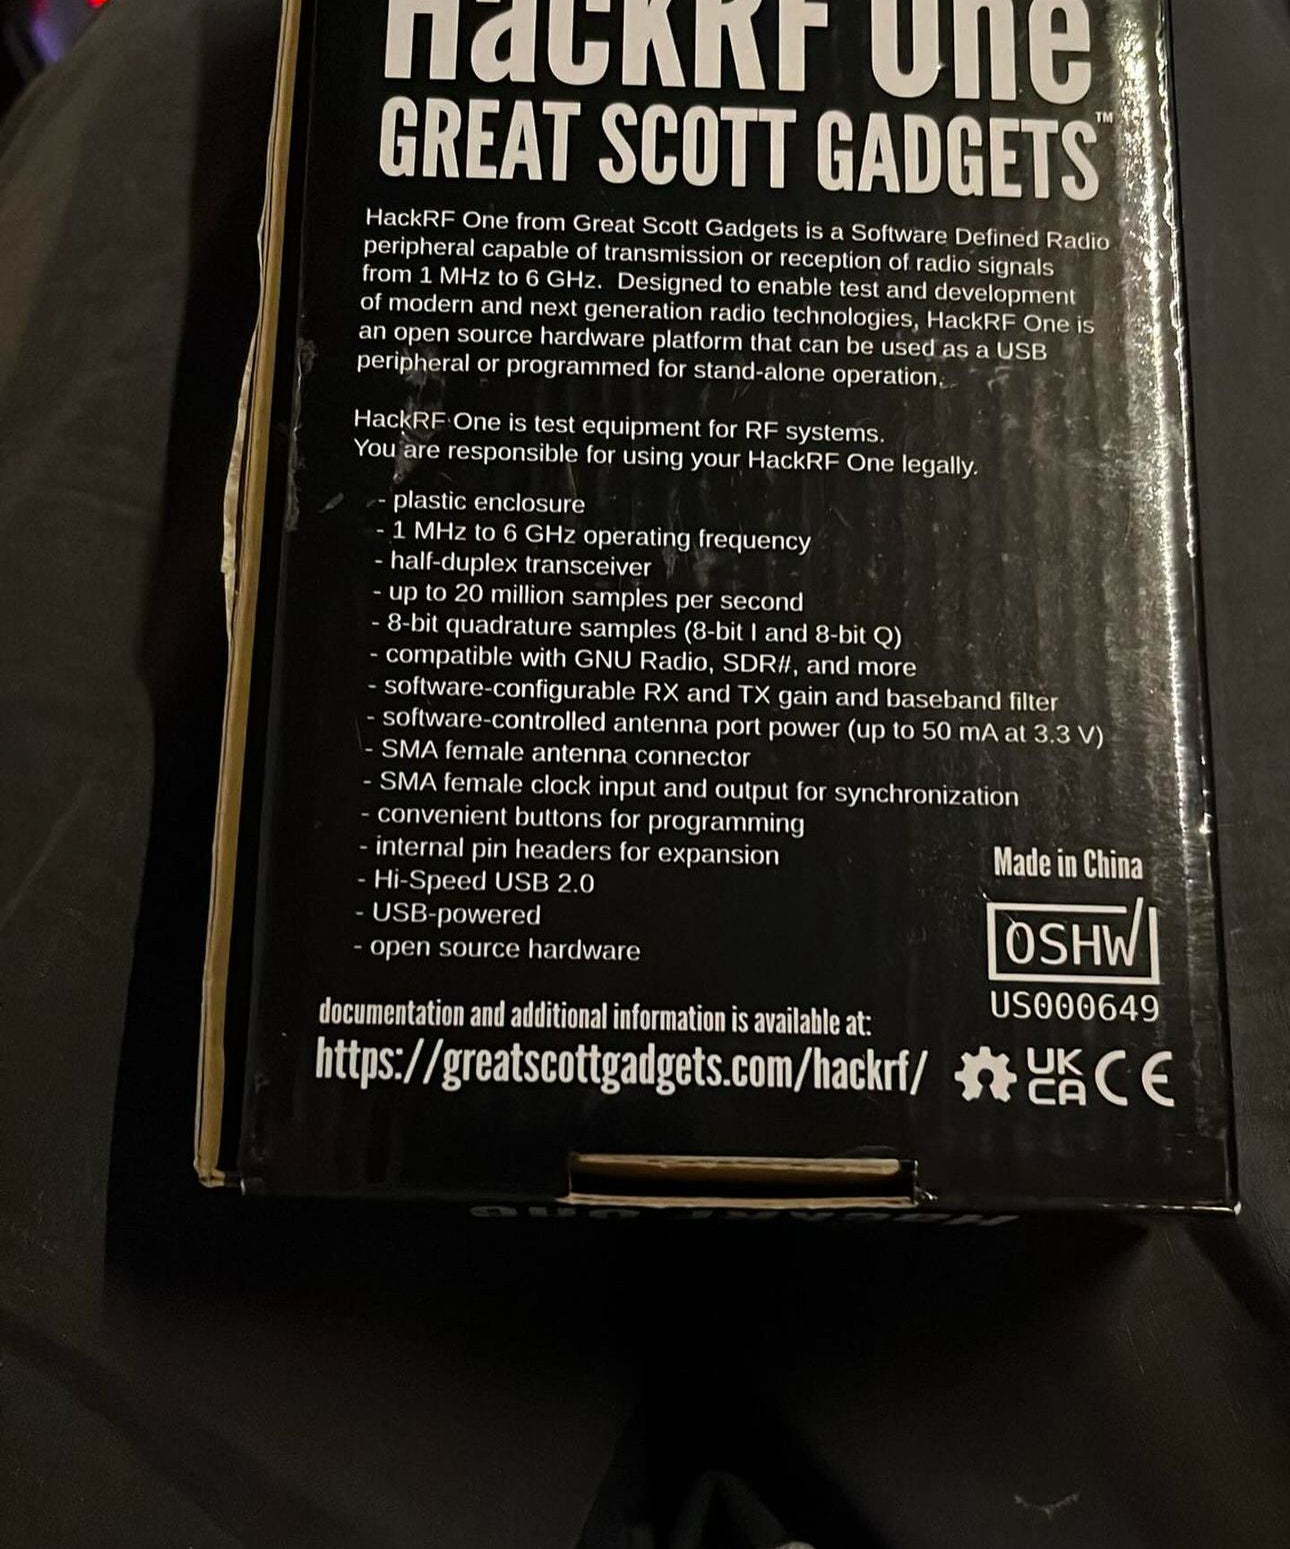 HackRF One
GREAT SCOTT GADGETS™
HackRF One from Great Scott Gadgets is a Software Defined Radio
peripheral capable of transmission or reception of radio signals
from 1 MHz to 6 GHz.  Designed to enable test and development
of modern and next generation radio technologies, HackRF One is
an open source hardware platform that can be used as a USB
peripheral or programmed for stand-alone operation.
HackRF One is test equipment for RF systems.
You are responsible for using your HackRF One legally.
- plastic enclosure
- 1 MHz to 6 GHz operating frequency
- half-duplex transceiver
- up to 20 million samples per second
- 8-bit quadrature samples (8-bit I and 8-bit Q)
- compatible with GNU Radio, SDR#, and more
- software-configurable RX and TX gain and baseband filter
- software-controlled antenna port power (up to 50 mA at 3.3 V)
- SMA female antenna connector
- SMA female clock input and output for synchronization
- convenient buttons for programming
- internal pin headers for expansion
- Hi-Speed USB 2.0
- USB-powered
- open source hardware
Made in China
OSHW
US000649
documentation and additional information is available at:
https://greatscottgadgets.com/hackrf/
UK
CA
CE